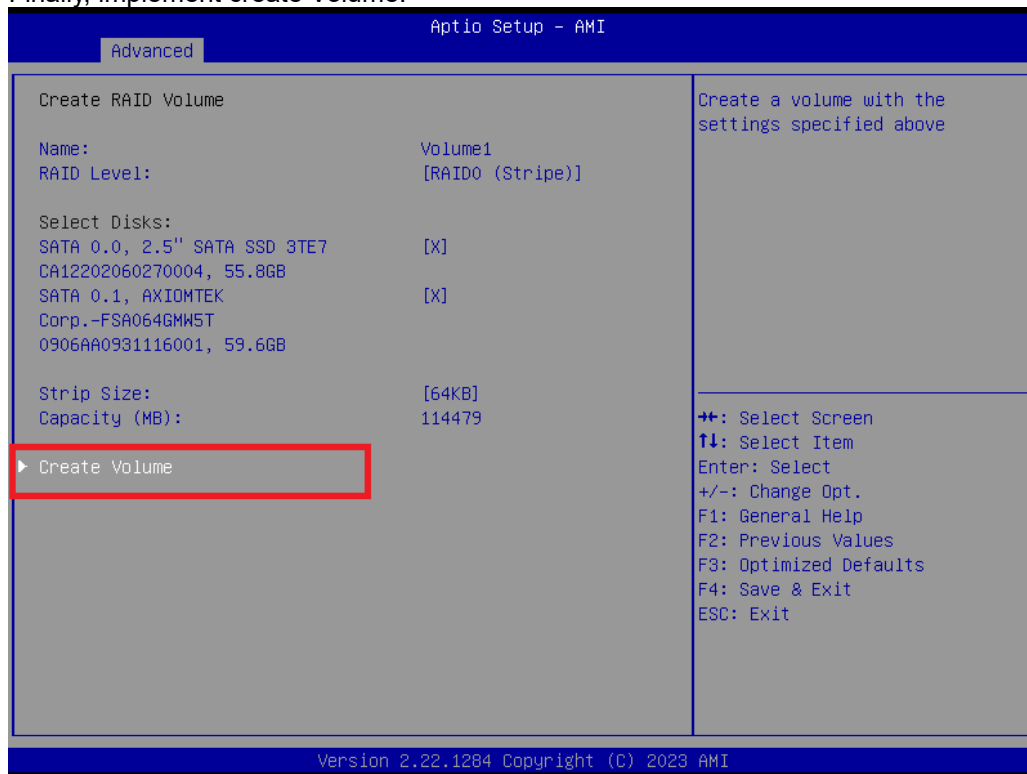 Finally, implement create Volume.
Aptio Setup – AMI
Advanced
Create RAID Volume
Name: Volume1
RAID Level: [RAID0 (Stripe)]
Select Disks:
SATA 0.0, 2.5" SATA SSD 3TE7 [X]
CA12202060270004, 55.8GB
SATA 0.1, AXIOMTEK [X]
Corp.-FSA064GMW5T
0906AA0931116001, 59.6GB
Strip Size: [64KB]
Capacity (MB): 114479
Create Volume
Create a volume with the
settings specified above
→←: Select Screen
↑↓: Select Item
Enter: Select
+/-: Change Opt.
F1: General Help
F2: Previous Values
F3: Optimized Defaults
F4: Save & Exit
ESC: Exit
Version 2.22.1284 Copyright (C) 2023 AMI